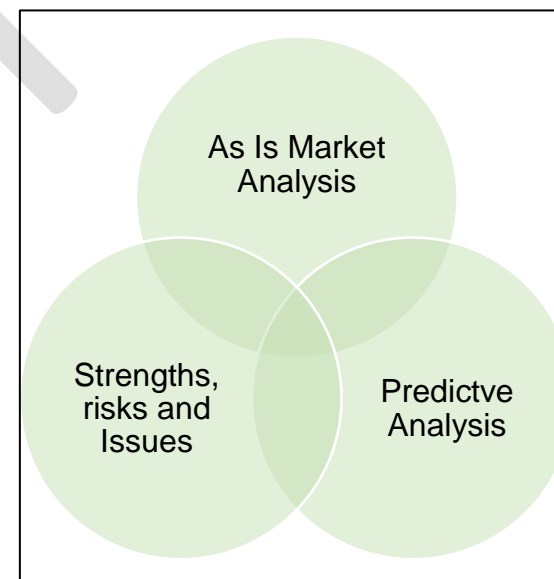 As Is Market
Analysis
Strengths,
risks and
Issues
Predictve
Analysis